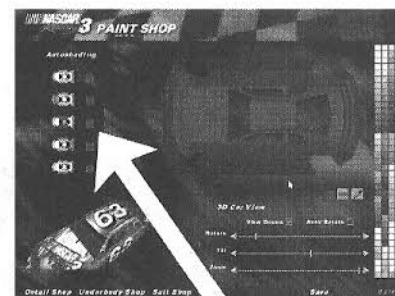 NASCAR 3 PAINT SHOP
Autoshading
3D Car View
View Decals Auto Rotate
Rotate
Tilt
Zoom
63
Detail Shop Underbody Shop Suit Shop Save